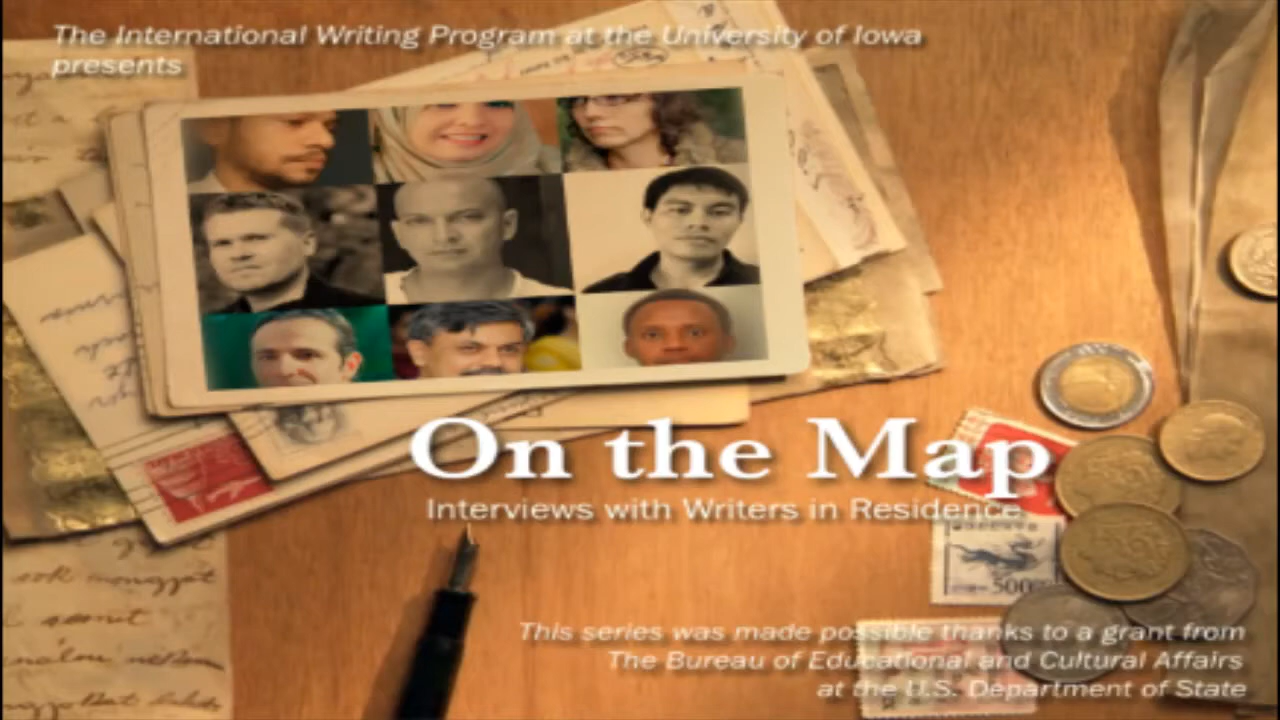 The International Writing Program at the University of Iowa
presents
On the Map
Interviews with Writers in Residence
500
This series was made possible thanks to a grant from
The Bureau of Educational and Cultural Affairs
at the U.S. Department of State